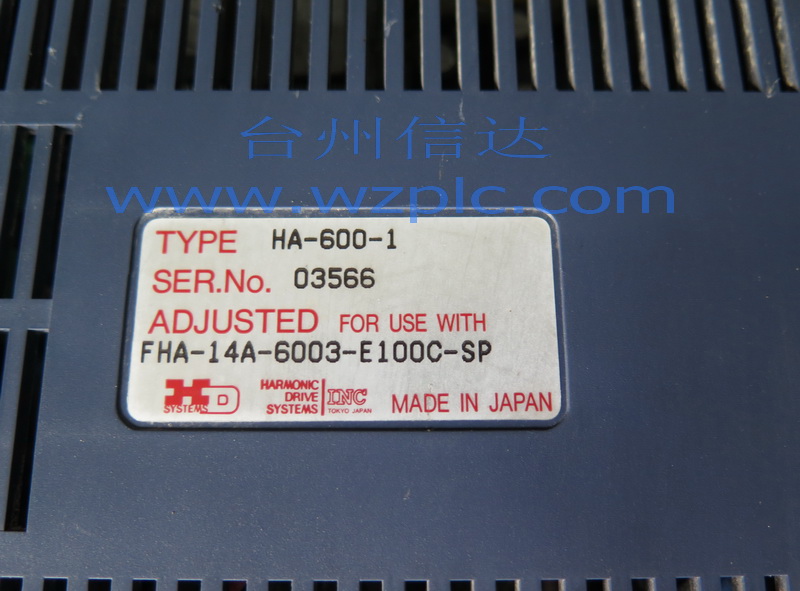 台州信达
www.wzplc.com
TYPE HA-600-1
SER.No. 03566
ADJUSTED FOR USE WITH
FHA-14A-6003-E100C-SP
HD SYSTEMS
HARMONIC DRIVE SYSTEMS
INC
TOKYO JAPAN
MADE IN JAPAN